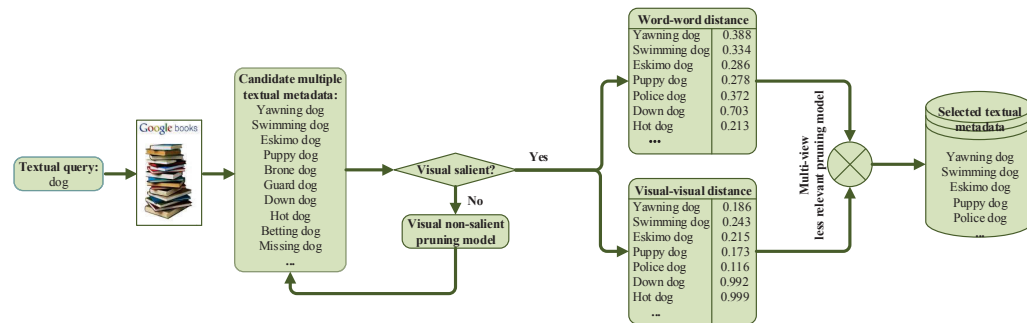 Textual query:
dog
Google books
Candidate multiple
textual metadata:
Yawning dog
Swimming dog
Eskimo dog
Puppy dog
Brone dog
Guard dog
Down dog
Hot dog
Betting dog
Missing dog
...
Visual salient?
Yes
No
Visual non-salient
pruning model
Word-word distance
Yawning dog 0.388
Swimming dog 0.334
Eskimo dog 0.286
Puppy dog 0.278
Police dog 0.372
Down dog 0.703
Hot dog 0.213
...
Visual-visual distance
Yawning dog 0.186
Swimming dog 0.243
Eskimo dog 0.215
Puppy dog 0.173
Police dog 0.116
Down dog 0.992
Hot dog 0.999
...
Multi-view
less relevant pruning model
Selected textual
metadata
Yawning dog
Swimming dog
Eskimo dog
Puppy dog
Police dog
...